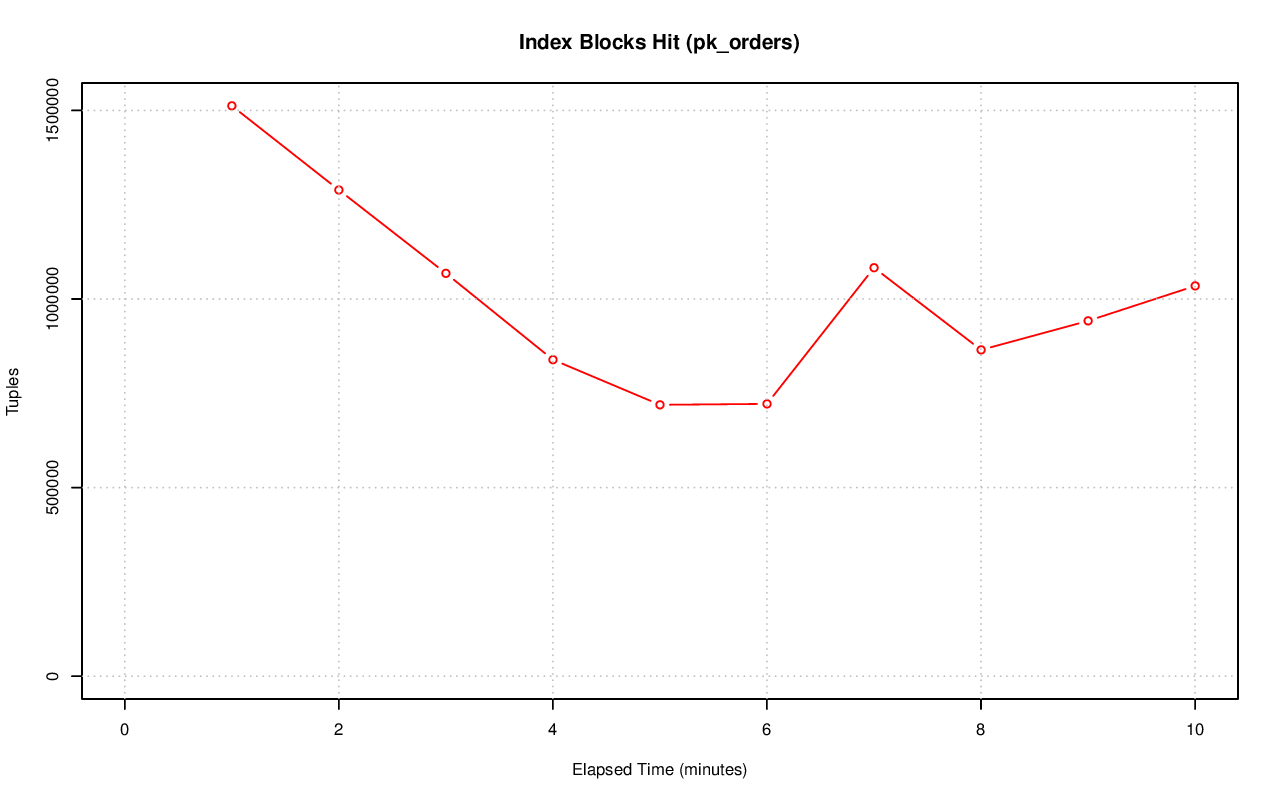 Index Blocks Hit (pk_orders)
Tuples
1500000
1000000
500000
0
0 2 4 6 8 10
Elapsed Time (minutes)